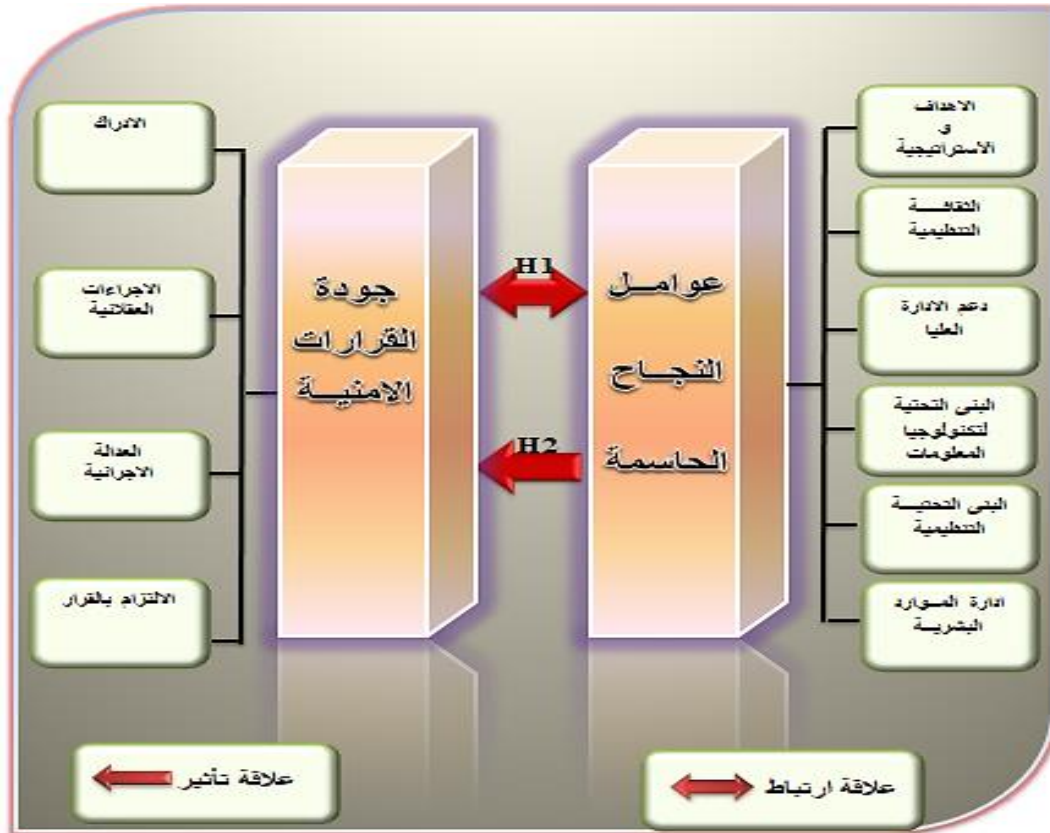 الاهداف
و
الاستراتيجية
الثقافـــة
التنظيمية
دعم الادارة
العليا
البنى التحتية
لتكنولوجيا
المعلومات
البنى التحتيـــة
التنظيمية
ادارة المـوارد
البشريـــة
عوامـــل
النجـــاح
الحاسمة
H1
H2
جودة
القرارات
الامنيـــة
الادراك
الاجراءات
العقلانية
العدالة
الاجرائية
الالتزام بالقرار
علاقة ارتباط
علاقة تأثير